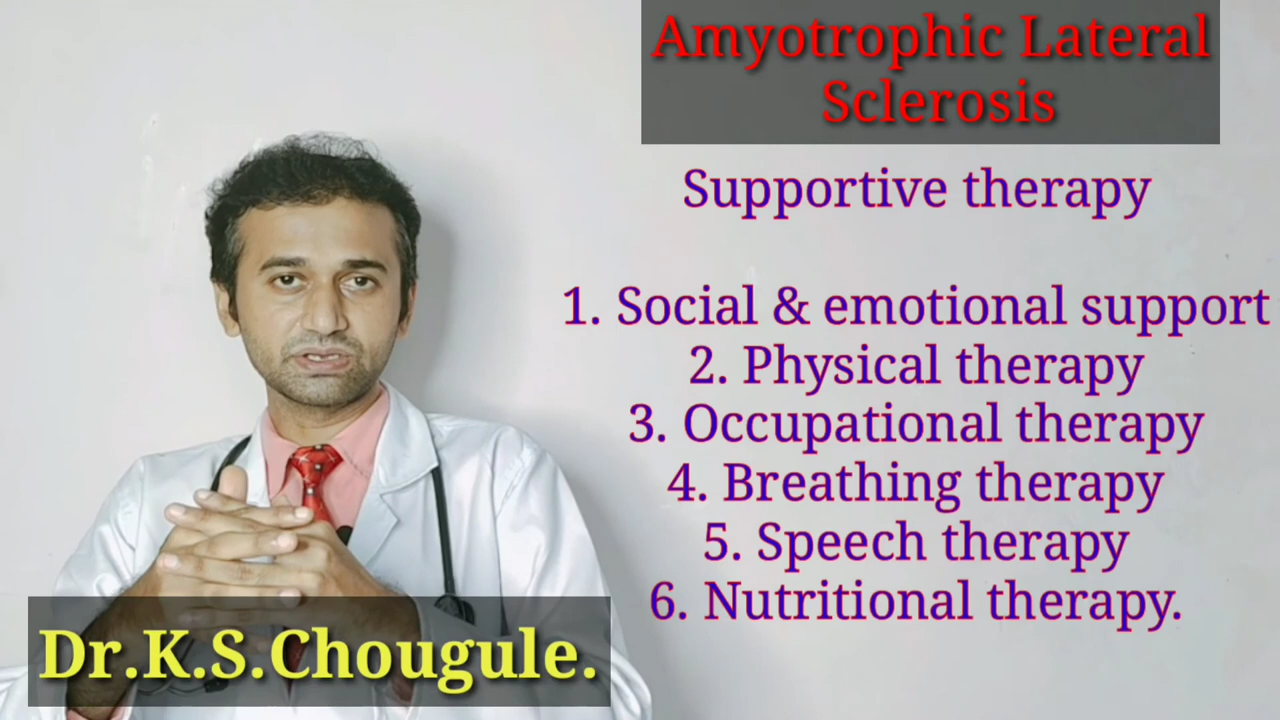 Amyotrophic Lateral
Sclerosis
Supportive therapy
1. Social & emotional support
2. Physical therapy
3. Occupational therapy
4. Breathing therapy
5. Speech therapy
6. Nutritional therapy.
Dr.K.S.Chougule.